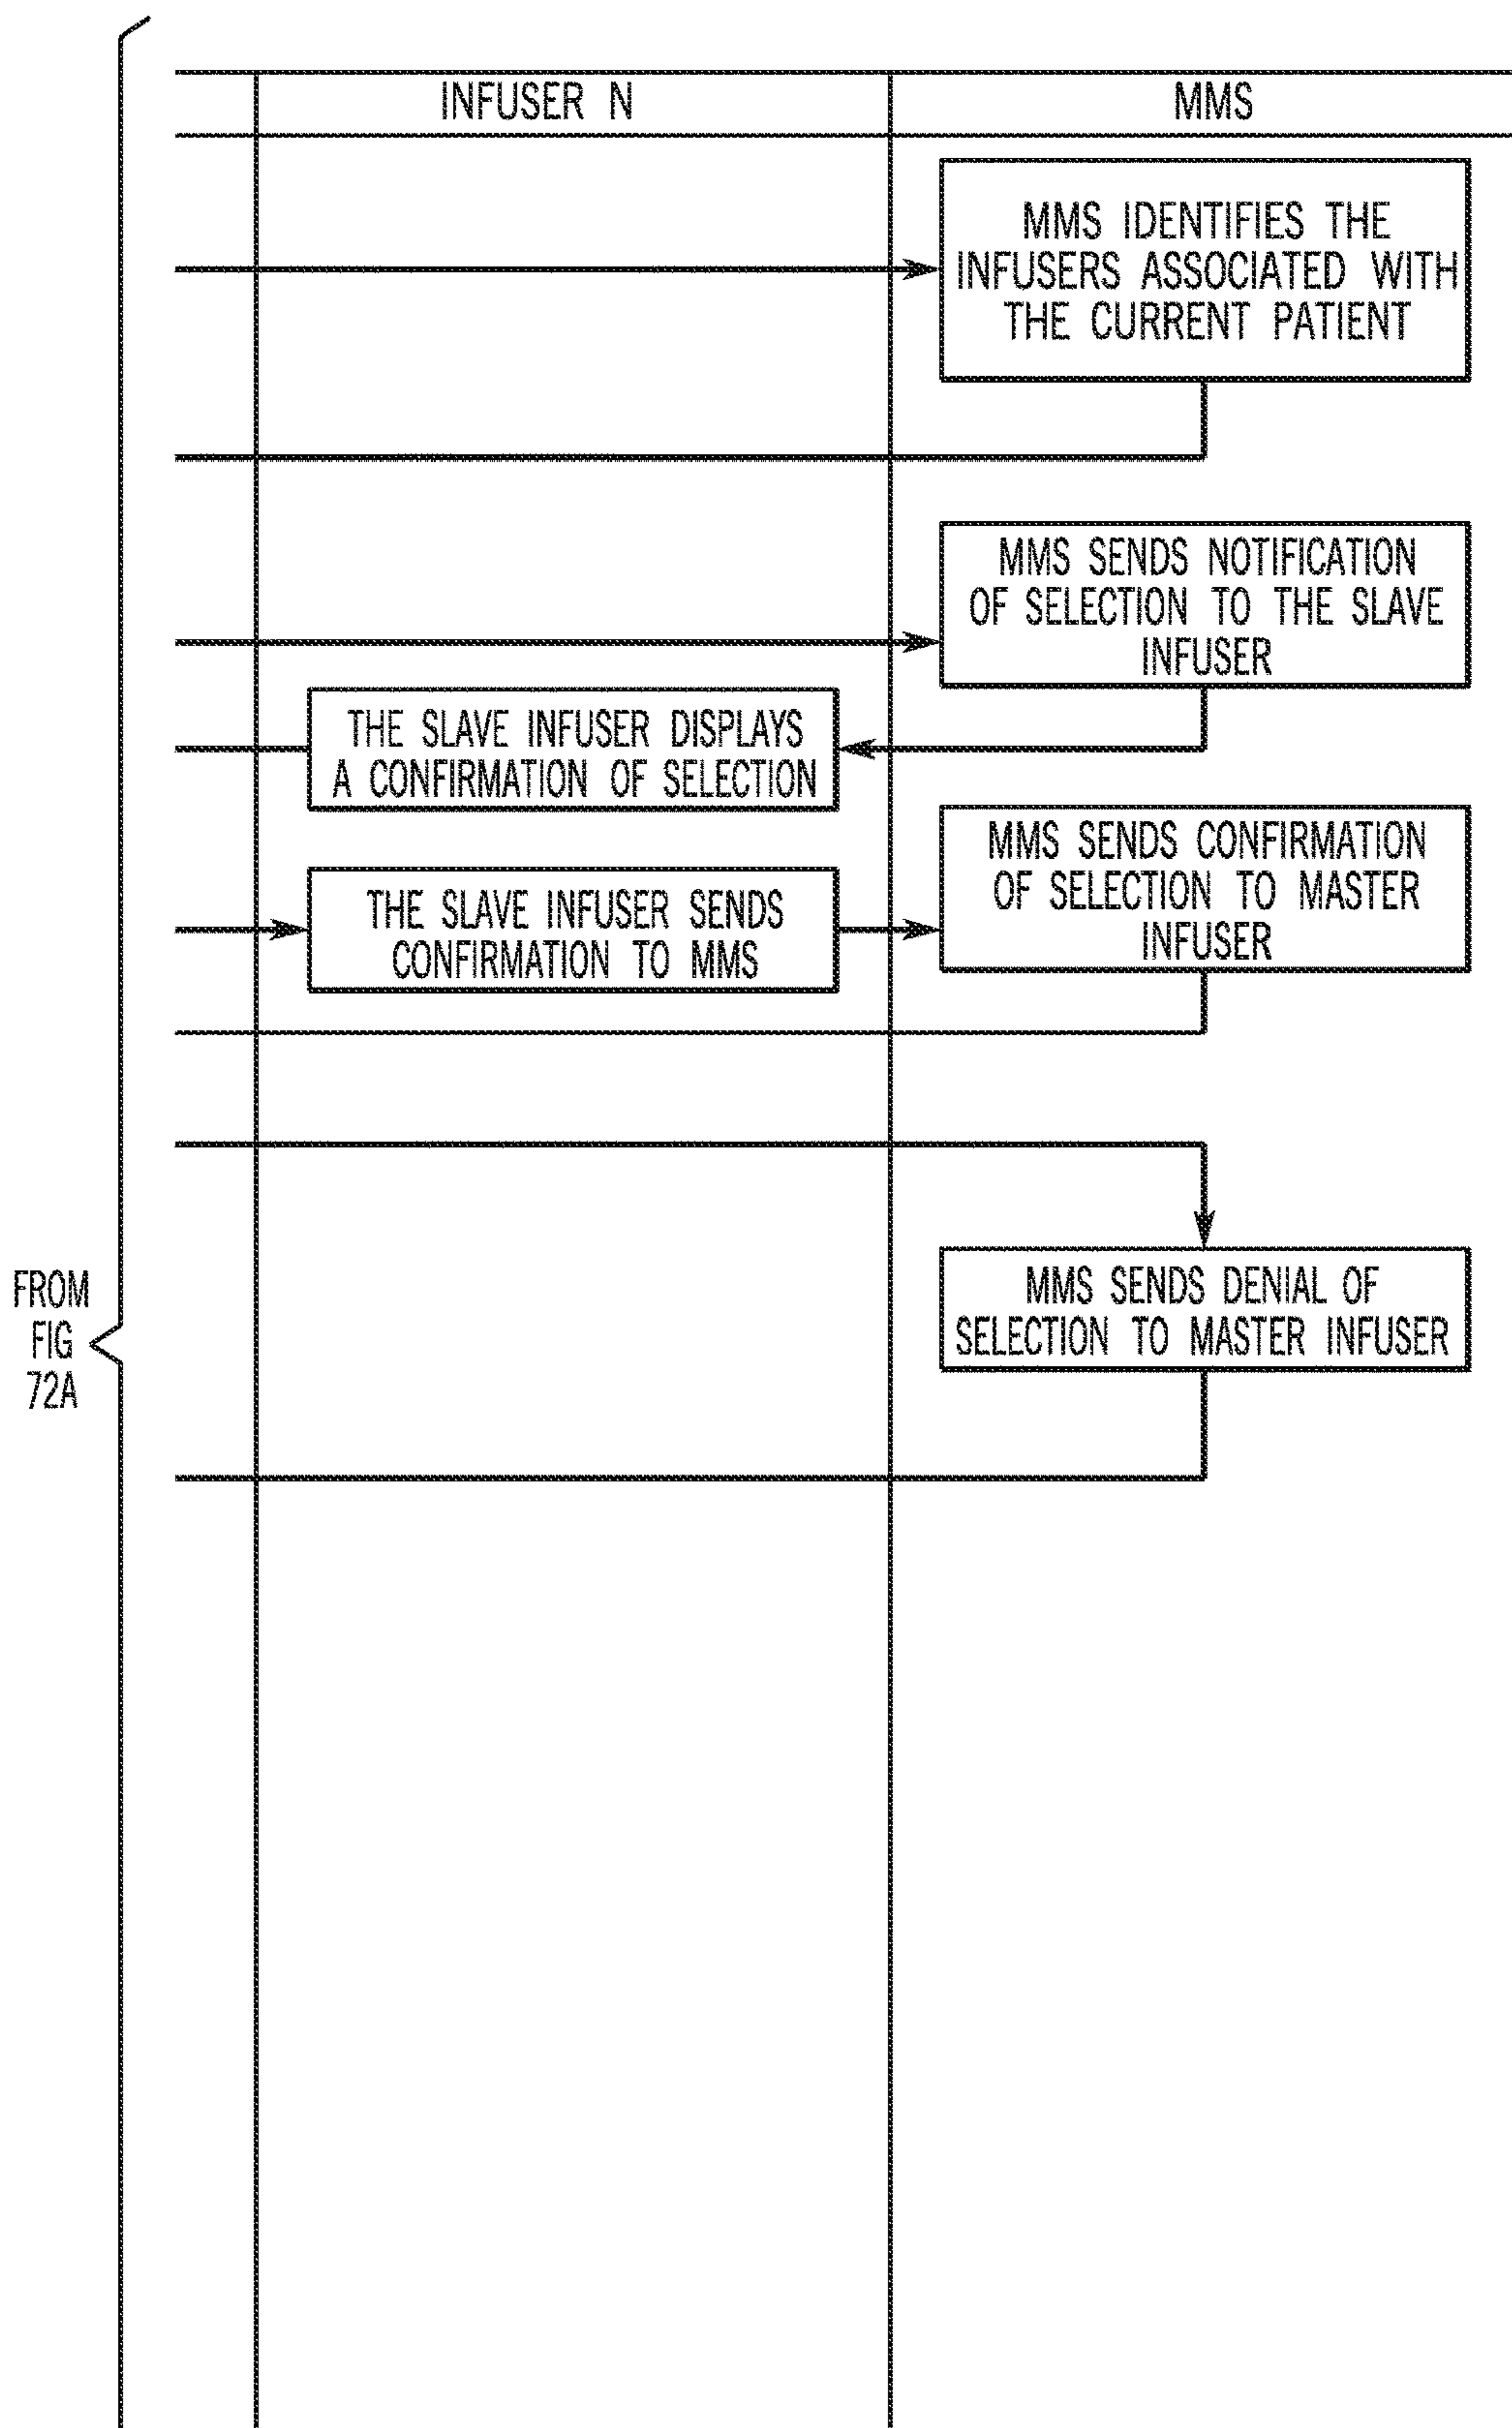 INFUSER N
MMS
MMS IDENTIFIES THE
INFUSERS ASSOCIATED WITH
THE CURRENT PATIENT
MMS SENDS NOTIFICATION
OF SELECTION TO THE SLAVE
INFUSER
THE SLAVE INFUSER DISPLAYS
A CONFIRMATION OF SELECTION
MMS SENDS CONFIRMATION
OF SELECTION TO MASTER
INFUSER
THE SLAVE INFUSER SENDS
CONFIRMATION TO MMS
MMS SENDS DENIAL OF
SELECTION TO MASTER INFUSER
FROM
FIG
72A